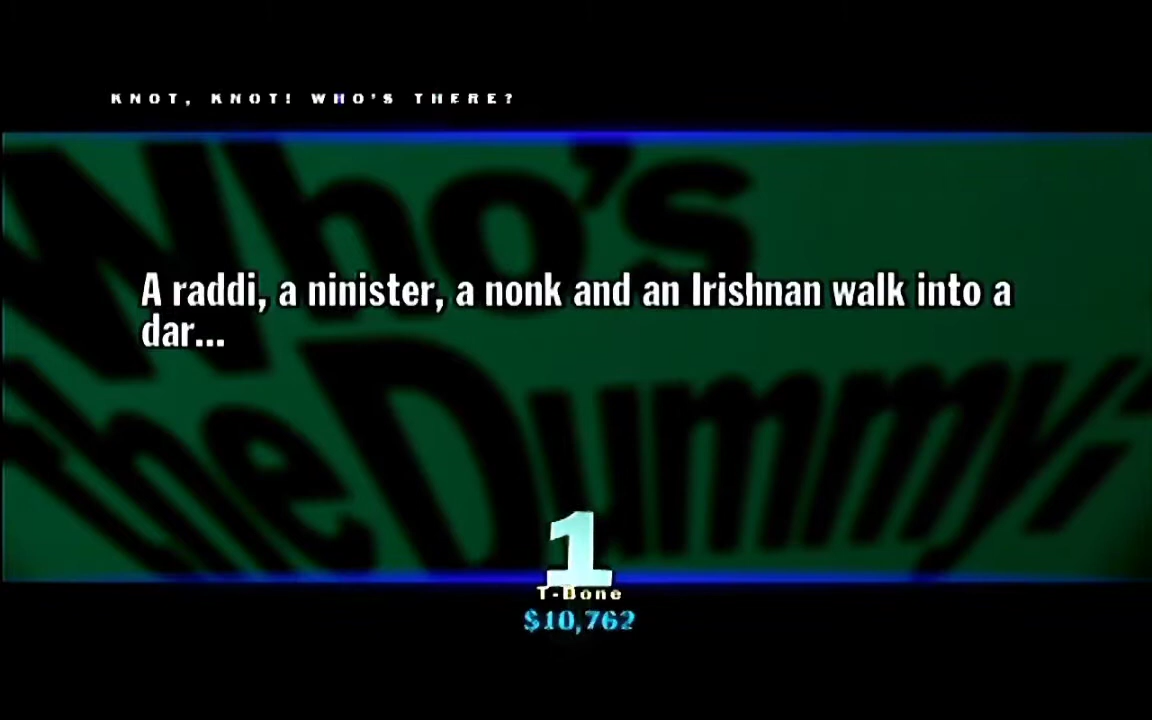 KNOT, KNOT! WHO'S THERE?
Who's
the Dummy?
A raddi, a ninister, a nonk and an Irishnan walk into a
dar...
1
T-Bone
$10,762